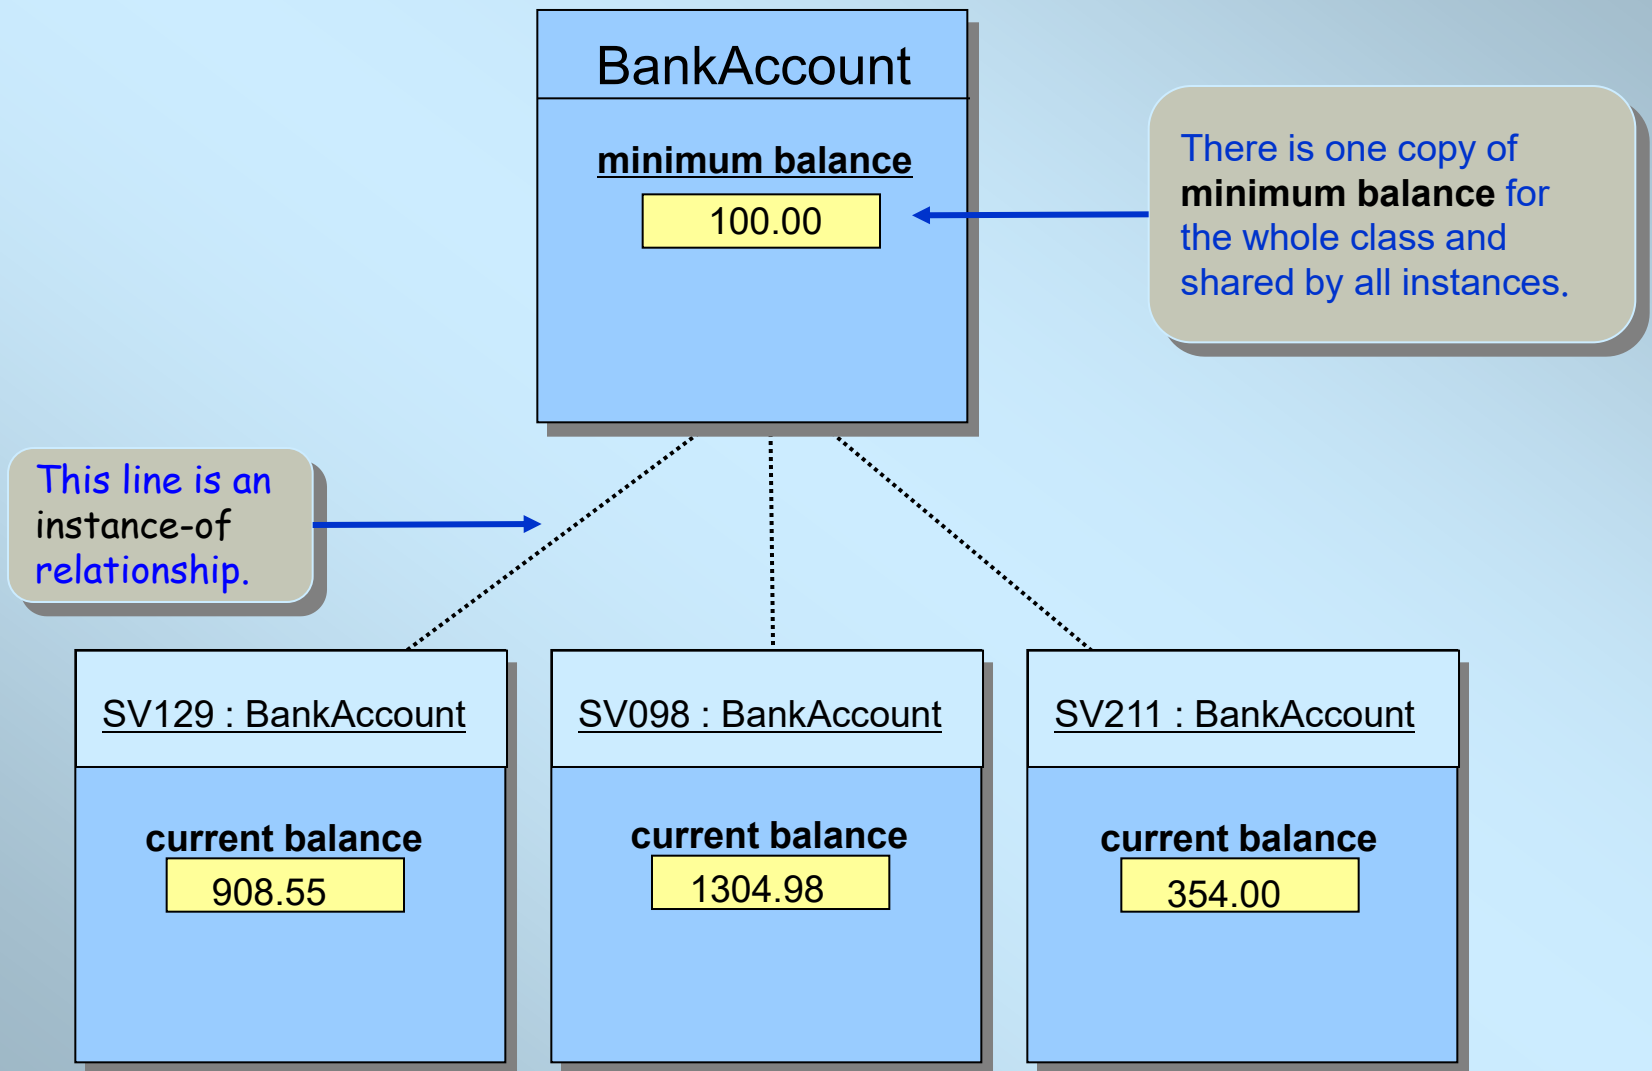 BankAccount
minimum balance
100.00
There is one copy of
minimum balance for
the whole class and
shared by all instances.
This line is an
instance-of
relationship.
SV129 : BankAccount
current balance
908.55
SV098 : BankAccount
current balance
1304.98
SV211 : BankAccount
current balance
354.00